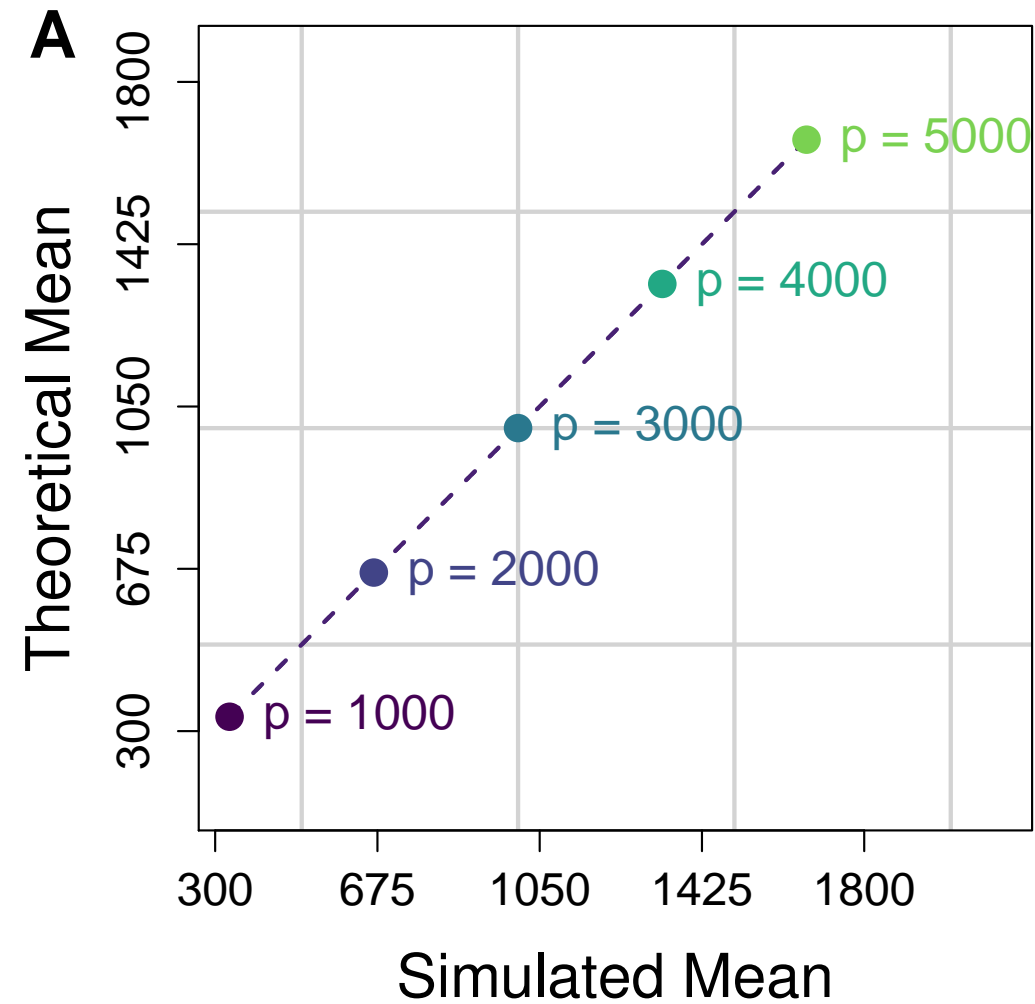 A
1800
1425
1050
675
300
Theoretical Mean
p = 5000
p = 4000
p = 3000
p = 2000
p = 1000
300 675 1050 1425 1800
Simulated Mean